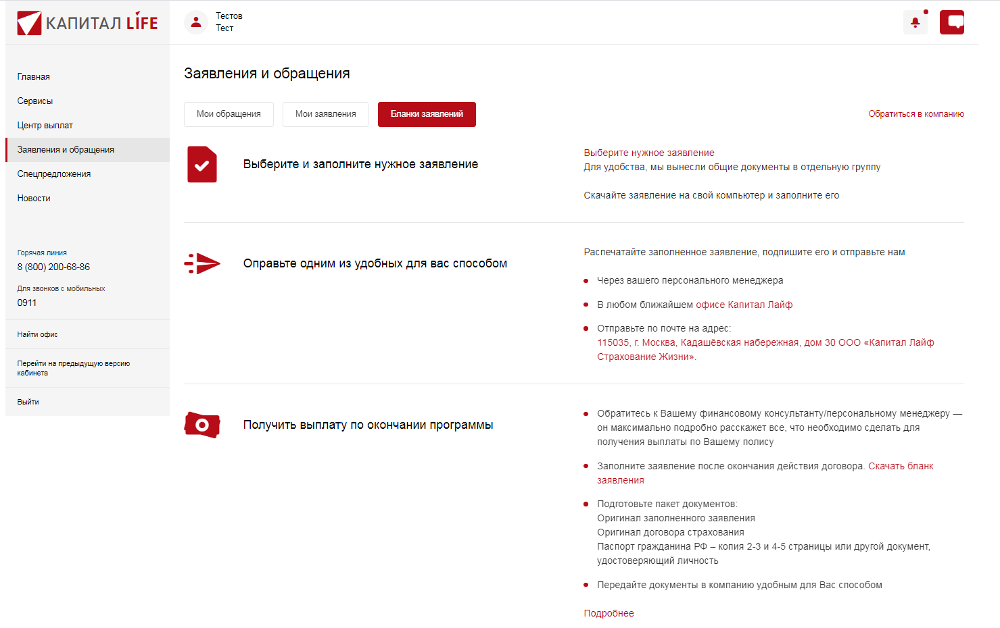 КАПИТАЛ LIFE
Тестов
Тест
Главная
Сервисы
Центр выплат
Заявления и обращения
Спецпредложения
Новости
Горячая линия
8 (800) 200-68-86
Для звонков с мобильных
0911
Найти офис
Перейти на предыдущую версию
кабинета
Выйти
Заявления и обращения
Мои обращения
Мои заявления
Бланки заявлений
Обратиться в компанию
Выберите и заполните нужное заявление
Выберите нужное заявление
Для удобства, мы вынесли общие документы в отдельную группу
Скачайте заявление на свой компьютер и заполните его
Оправьте одним из удобных для вас способом
Распечатайте заполненное заявление, подпишите его и отправьте нам
Через вашего персонального менеджера
В любом ближайшем офисе Капитал Лайф
Отправьте по почте на адрес:
115035, г. Москва, Кадашёвская набережная, дом 30 ООО «Капитал Лайф
Страхование Жизни».
Получить выплату по окончании программы
Обратитесь к Вашему финансовому консультанту/персональному менеджеру —
он максимально подробно расскажет все, что необходимо сделать для
получения выплаты по Вашему полису
Заполните заявление после окончания действия договора. Скачать бланк
заявления
Подготовьте пакет документов:
Оригинал заполненного заявления
Оригинал договора страхования
Паспорт гражданина РФ – копия 2-3 и 4-5 страницы или другой документ,
удостоверяющий личность
Передайте документы в компанию удобным для Вас способом
Подробнее